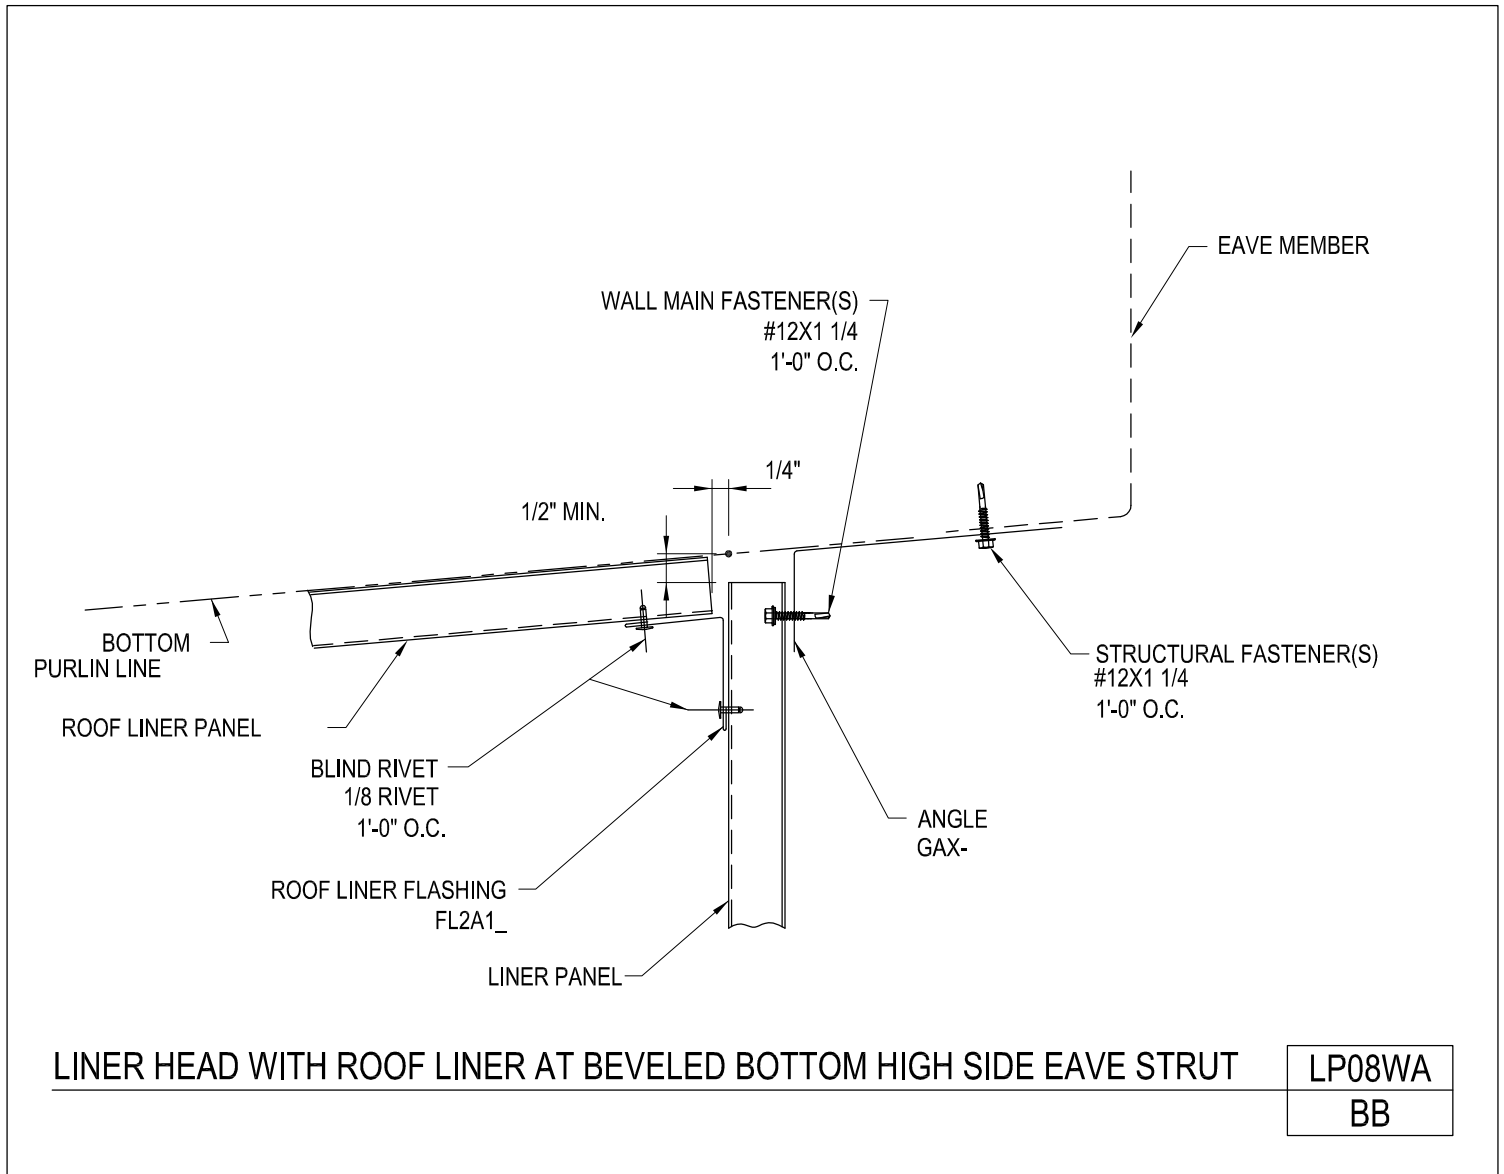 EAVE MEMBER
WALL MAIN FASTENER(S)
#12X1 1/4
1'-0" O.C.
1/4"
1/2" MIN.
BOTTOM
PURLIN LINE
STRUCTURAL FASTENER(S)
#12X1 1/4
1'-0" O.C.
ROOF LINER PANEL
BLIND RIVET
1/8 RIVET
1'-0" O.C.
ANGLE
GAX-
ROOF LINER FLASHING
FL2A1_
LINER PANEL
LINER HEAD WITH ROOF LINER AT BEVELED BOTTOM HIGH SIDE EAVE STRUT
LP08WA
BB